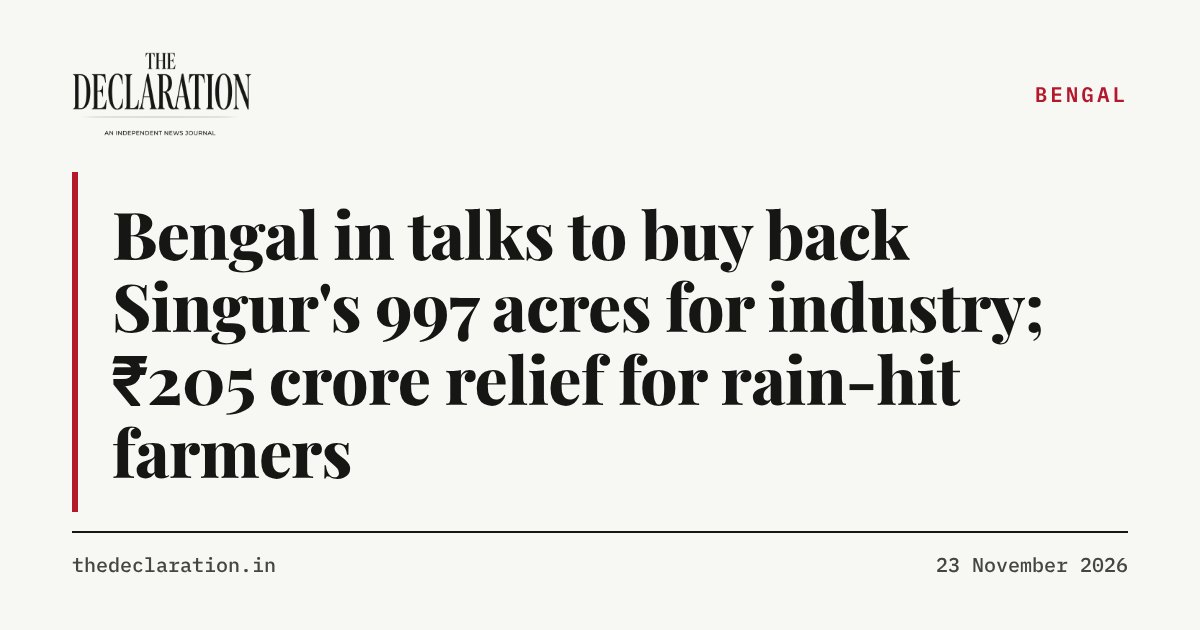 THE
DECLARATION
AN INDEPENDENT NEWS JOURNAL
BENGAL
Bengal in talks to buy back
Singur's 997 acres for industry;
₹205 crore relief for rain-hit
farmers
thedeclaration.in
23 November 2026